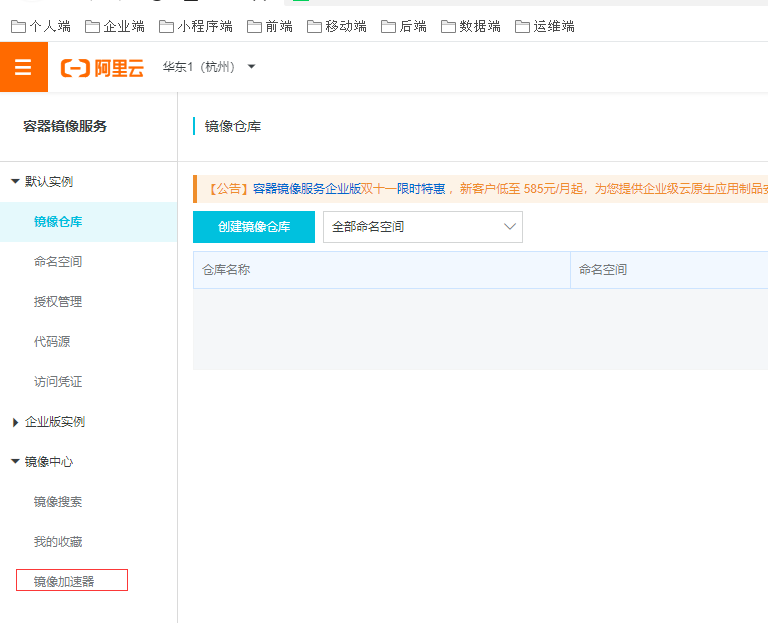 个人端 企业端 小程序端 前端 移动端 后端 数据端 运维端
阿里云 华东1（杭州）
容器镜像服务
镜像仓库
默认实例
【公告】容器镜像服务企业版双十一限时特惠 ，新客户低至 585元/月起，为您提供企业级云原生应用制品
镜像仓库
创建镜像仓库 全部命名空间
命名空间
仓库名称 命名空间
授权管理
代码源
访问凭证
企业版实例
镜像中心
镜像搜索
我的收藏
镜像加速器